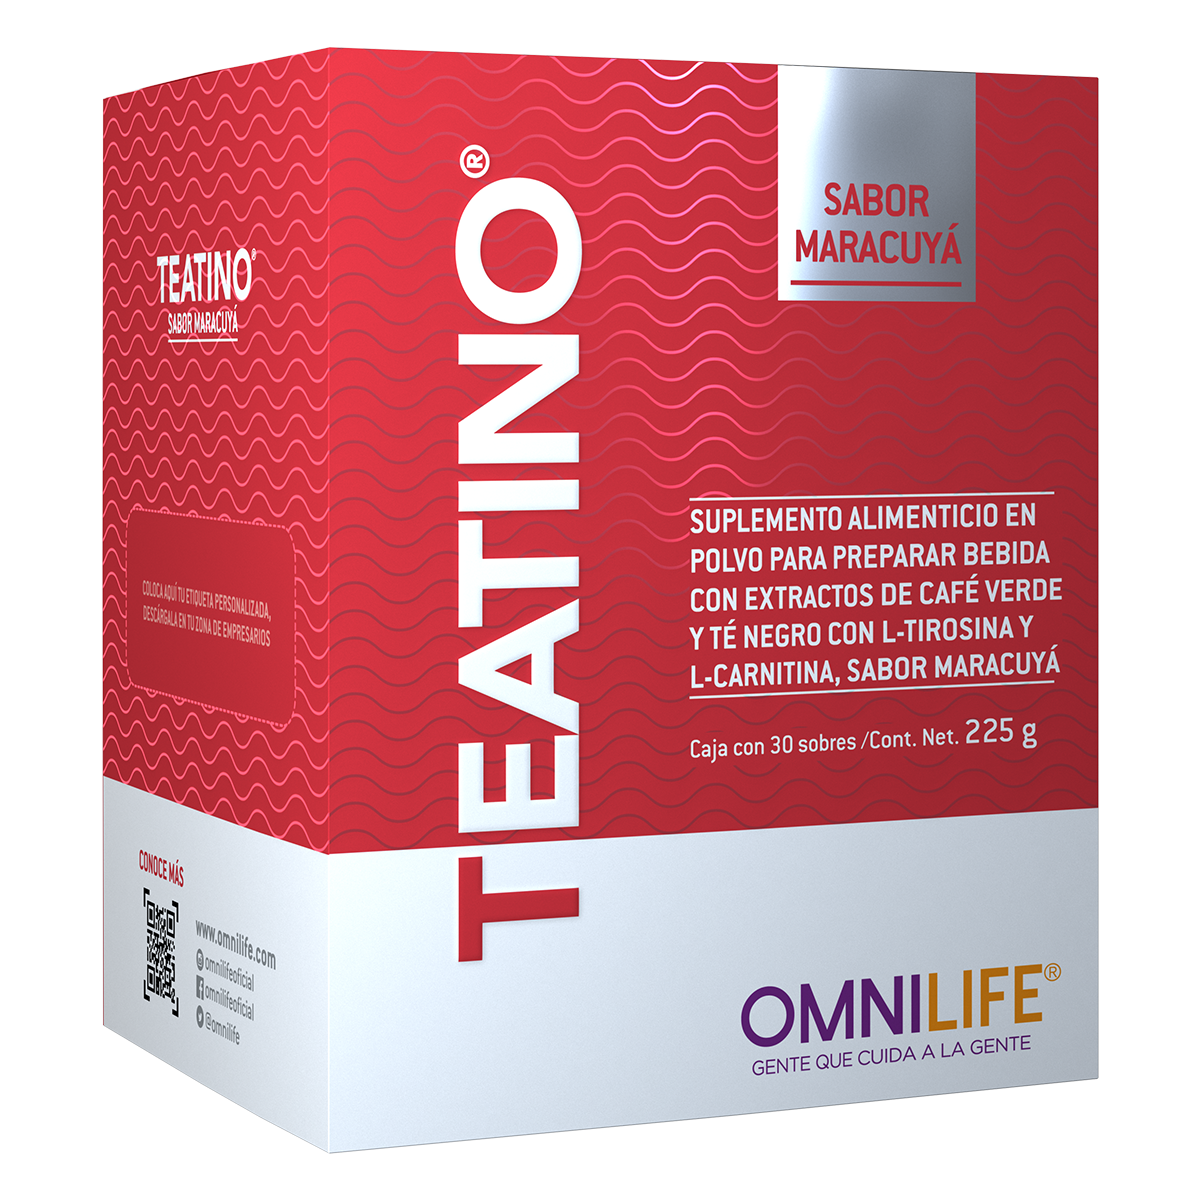 TEATINO®
SABOR MARACUYÁ
COLOCA AQUÍ TU ETIQUETA PERSONALIZADA,
DESCÁRGALA EN TU ZONA DE EMPRESARIOS
CONOCE MÁS
www.omnilife.com
omnilifeoficial
omnilifeoficial
@omnilife
TEATINO®
SABOR
MARACUYÁ
SUPLEMENTO ALIMENTICIO EN
POLVO PARA PREPARAR BEBIDA
CON EXTRACTOS DE CAFÉ VERDE
Y TÉ NEGRO CON L-TIROSINA Y
L-CARNITINA, SABOR MARACUYÁ
Caja con 30 sobres /Cont. Net. 225 g
OMNILIFE®
GENTE QUE CUIDA A LA GENTE